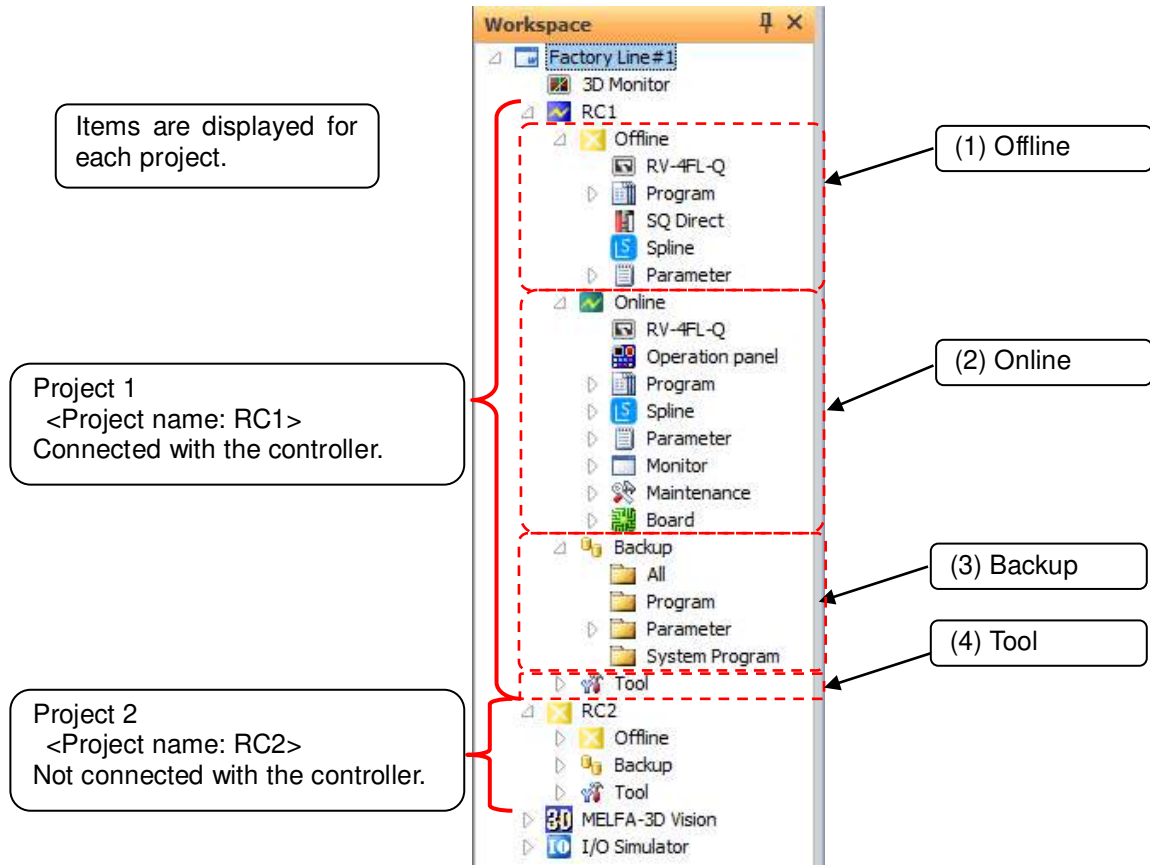 Workspace
Factory Line#1
3D Monitor
RC1
Offline
RV-4FL-Q
Program
SQ Direct
Spline
Parameter
Online
RV-4FL-Q
Operation panel
Program
Spline
Parameter
Monitor
Maintenance
Board
Backup
All
Program
Parameter
System Program
Tool
RC2
Offline
Backup
Tool
MELFA-3D Vision
I/O Simulator
Items are displayed for
each project.
Project 1
<Project name: RC1>
Connected with the controller.
Project 2
<Project name: RC2>
Not connected with the controller.
(1) Offline
(2) Online
(3) Backup
(4) Tool